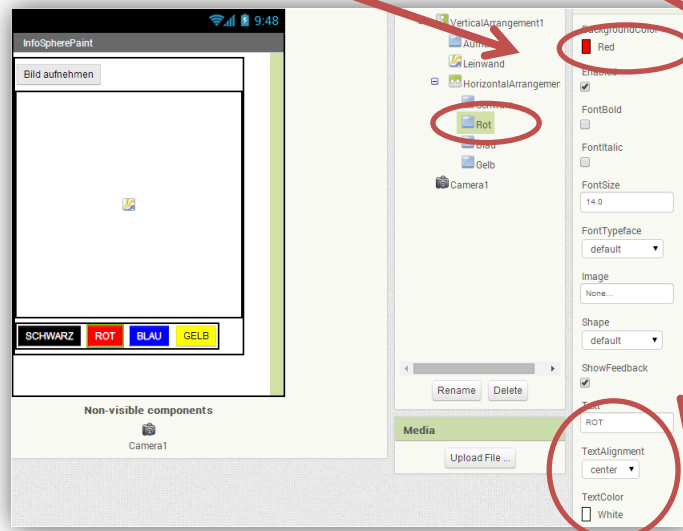 9:48
InfoSpherePaint
Bild aufnehmen
SCHWARZ ROT BLAU GELB
Non-visible components
Camera1
VerticalArrangement1
Leinwand
HorizontalArrangemer
Rot
Blau
Gelb
Camera1
Rename Delete
Media
Upload File ...
BackgroundColor
Red
Enabled
FontBold
FontItalic
FontSize
14.0
FontTypeface
default
Image
None...
Shape
default
ShowFeedback
Text
ROT
TextAlignment
center
TextColor
White